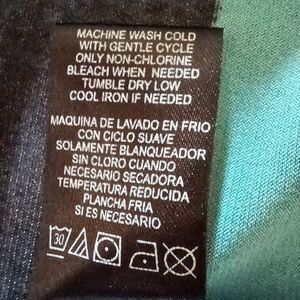 MACHINE WASH COLD
WITH GENTLE CYCLE
ONLY NON-CHLORINE
BLEACH WHEN NEEDED
TUMBLE DRY LOW
COOL IRON IF NEEDED
MAQUINA DE LAVADO EN FRIO
CON CICLO SUAVE
SOLAMENTE BLANQUEADOR
SIN CLORO CUANDO
NECESARIO SECADORA
TEMPERATURA REDUCIDA
PLANCHA FRIA
SI ES NECESARIO
30